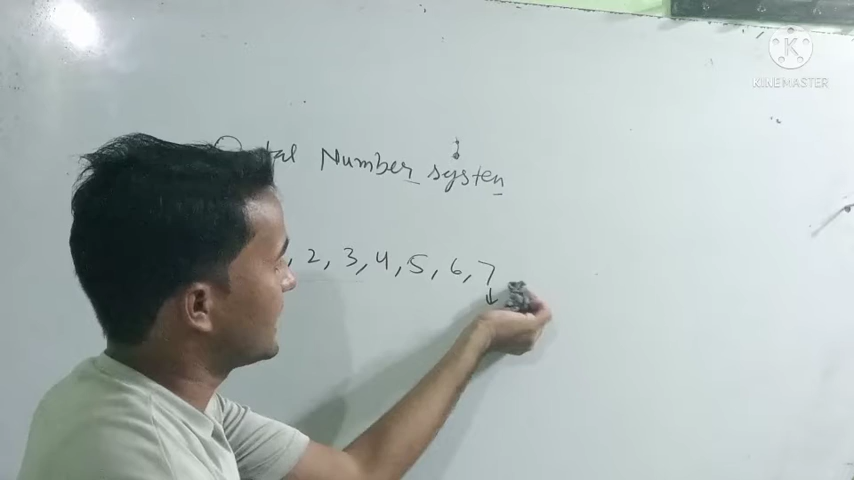 KINEMASTER
Number systen
, 2, 3, 4, 5, 6, 7